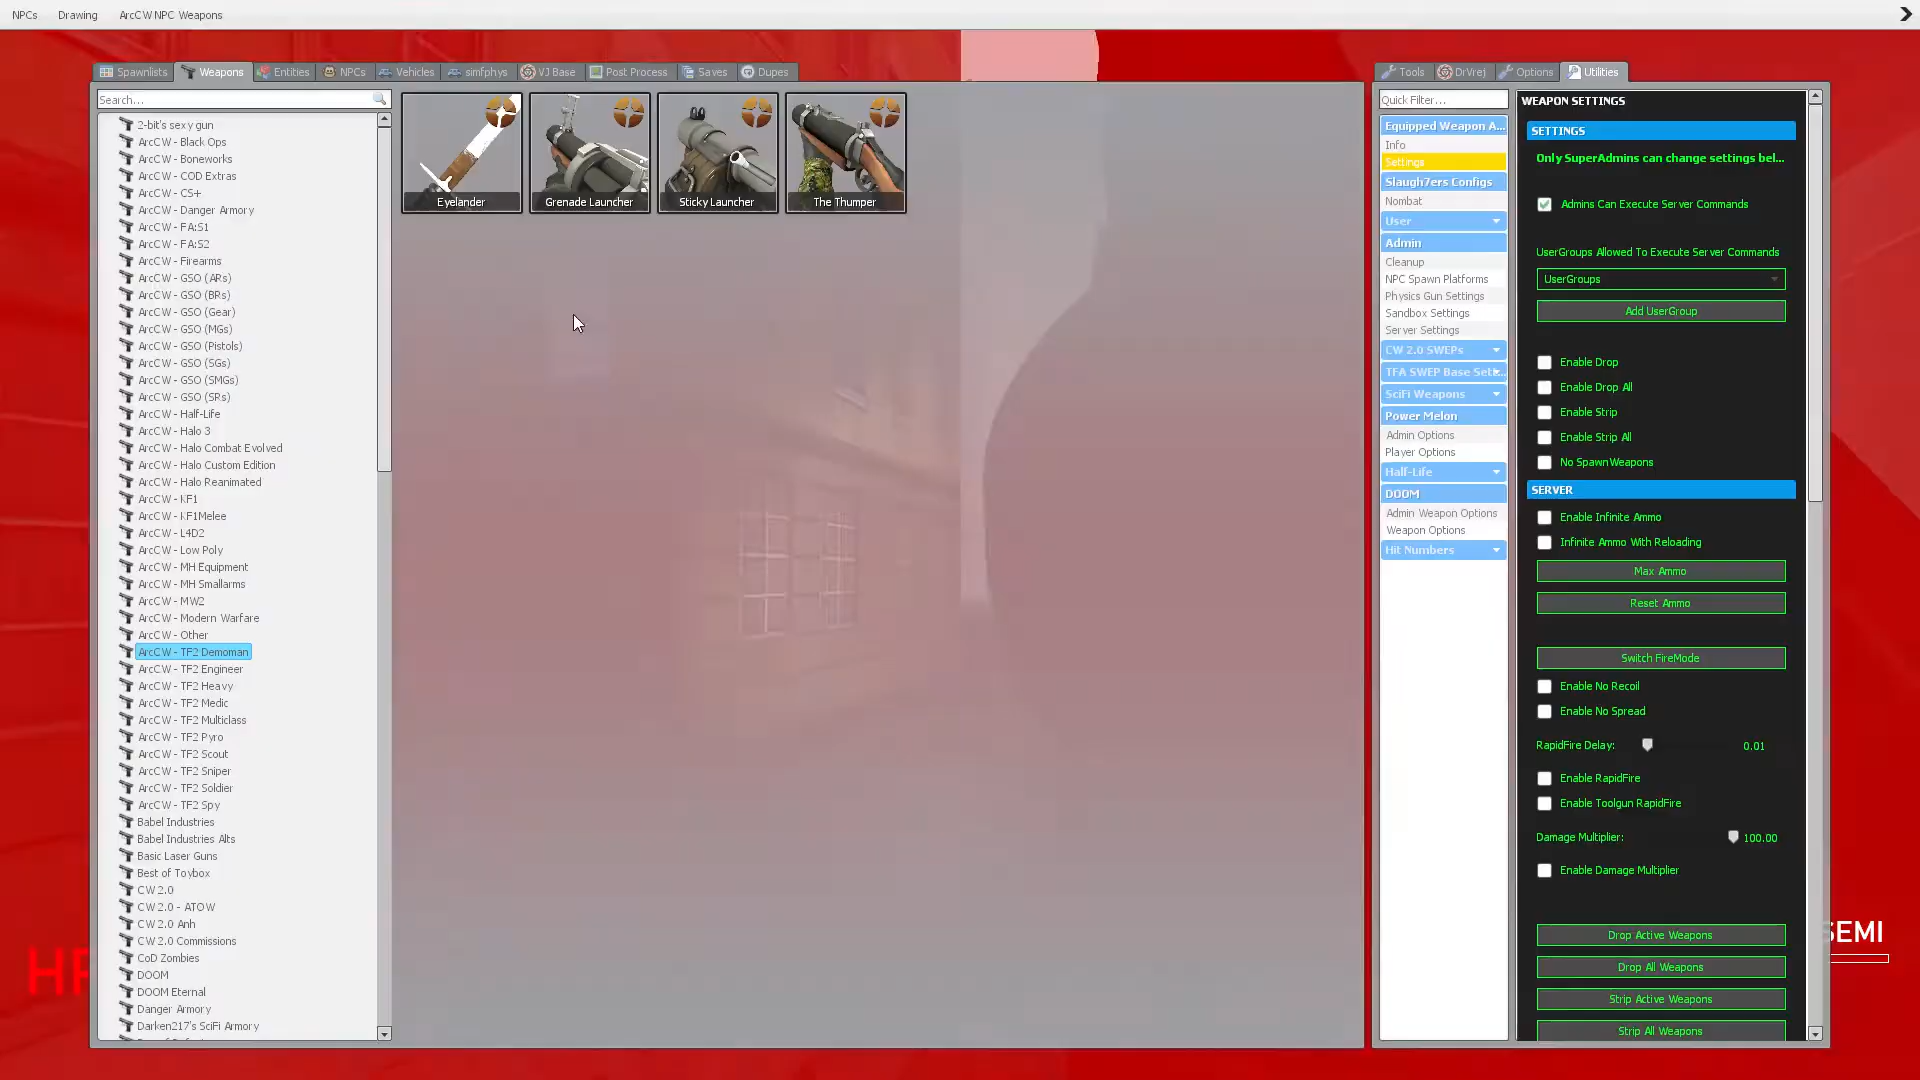 NPCs Drawing ArcCW NPC Weapons
Spawnlists Weapons Entities NPCs Vehicles simfphys VJ Base Post Process Saves Dupes
Search...
2-bit's sexy gun
ArcCW - Black Ops
ArcCW - Boneworks
ArcCW - COD Extras
ArcCW - CS+
ArcCW - Danger Armory
ArcCW - FA:S1
ArcCW - FA:S2
ArcCW - Firearms
ArcCW - GSO (ARs)
ArcCW - GSO (BRs)
ArcCW - GSO (Gear)
ArcCW - GSO (MGs)
ArcCW - GSO (Pistols)
ArcCW - GSO (SGs)
ArcCW - GSO (SMGs)
ArcCW - GSO (SRs)
ArcCW - Half-Life
ArcCW - Halo 3
ArcCW - Halo Combat Evolved
ArcCW - Halo Custom Edition
ArcCW - Halo Reanimated
ArcCW - KF1
ArcCW - KF1Melee
ArcCW - L4D2
ArcCW - Low Poly
ArcCW - MH Equipment
ArcCW - MH Smallarms
ArcCW - MW2
ArcCW - Modern Warfare
ArcCW - Other
ArcCW - TF2 Demoman
ArcCW - TF2 Engineer
ArcCW - TF2 Heavy
ArcCW - TF2 Medic
ArcCW - TF2 Multiclass
ArcCW - TF2 Pyro
ArcCW - TF2 Scout
ArcCW - TF2 Sniper
ArcCW - TF2 Soldier
ArcCW - TF2 Spy
Babel Industries
Babel Industries Alts
Basic Laser Guns
Best of Toybox
CW 2.0
CW 2.0 - ATOW
CW 2.0 Anh
CW 2.0 Commissions
CoD Zombies
DOOM
DOOM Eternal
Danger Armory
Darken217's SciFi Armory
Eyelander
Grenade Launcher
Sticky Launcher
The Thumper
Tools DrVrej Options Utilities
Quick Filter...
Equipped Weapon A...
Info
Settings
Slaugh7ers Configs
Nombat
User
Admin
Cleanup
NPC Spawn Platforms
Physics Gun Settings
Sandbox Settings
Server Settings
CW 2.0 SWEPs
TFA SWEP Base Sett...
SciFi Weapons
Power Melon
Admin Options
Player Options
Half-Life
DOOM
Admin Weapon Options
Weapon Options
Hit Numbers
WEAPON SETTINGS
SETTINGS
Only SuperAdmins can change settings bel...
Admins Can Execute Server Commands
UserGroups Allowed To Execute Server Commands
UserGroups
Add UserGroup
Enable Drop
Enable Drop All
Enable Strip
Enable Strip All
No SpawnWeapons
SERVER
Enable Infinite Ammo
Infinite Ammo With Reloading
Max Ammo
Reset Ammo
Switch FireMode
Enable No Recoil
Enable No Spread
RapidFire Delay: 0.01
Enable RapidFire
Enable Toolgun RapidFire
Damage Multiplier: 100.00
Enable Damage Multiplier
Drop Active Weapons
Drop All Weapons
Strip Active Weapons
Strip All Weapons
SEMI